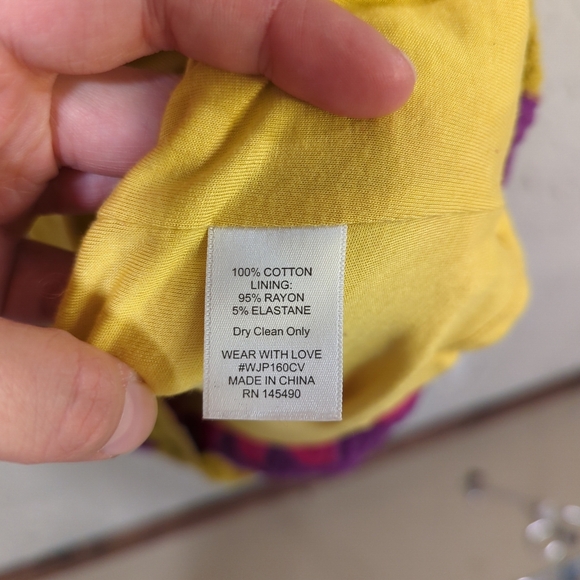 100% COTTON
LINING:
95% RAYON
5% ELASTANE
Dry Clean Only
WEAR WITH LOVE
#WJP160CV
MADE IN CHINA
RN 145490